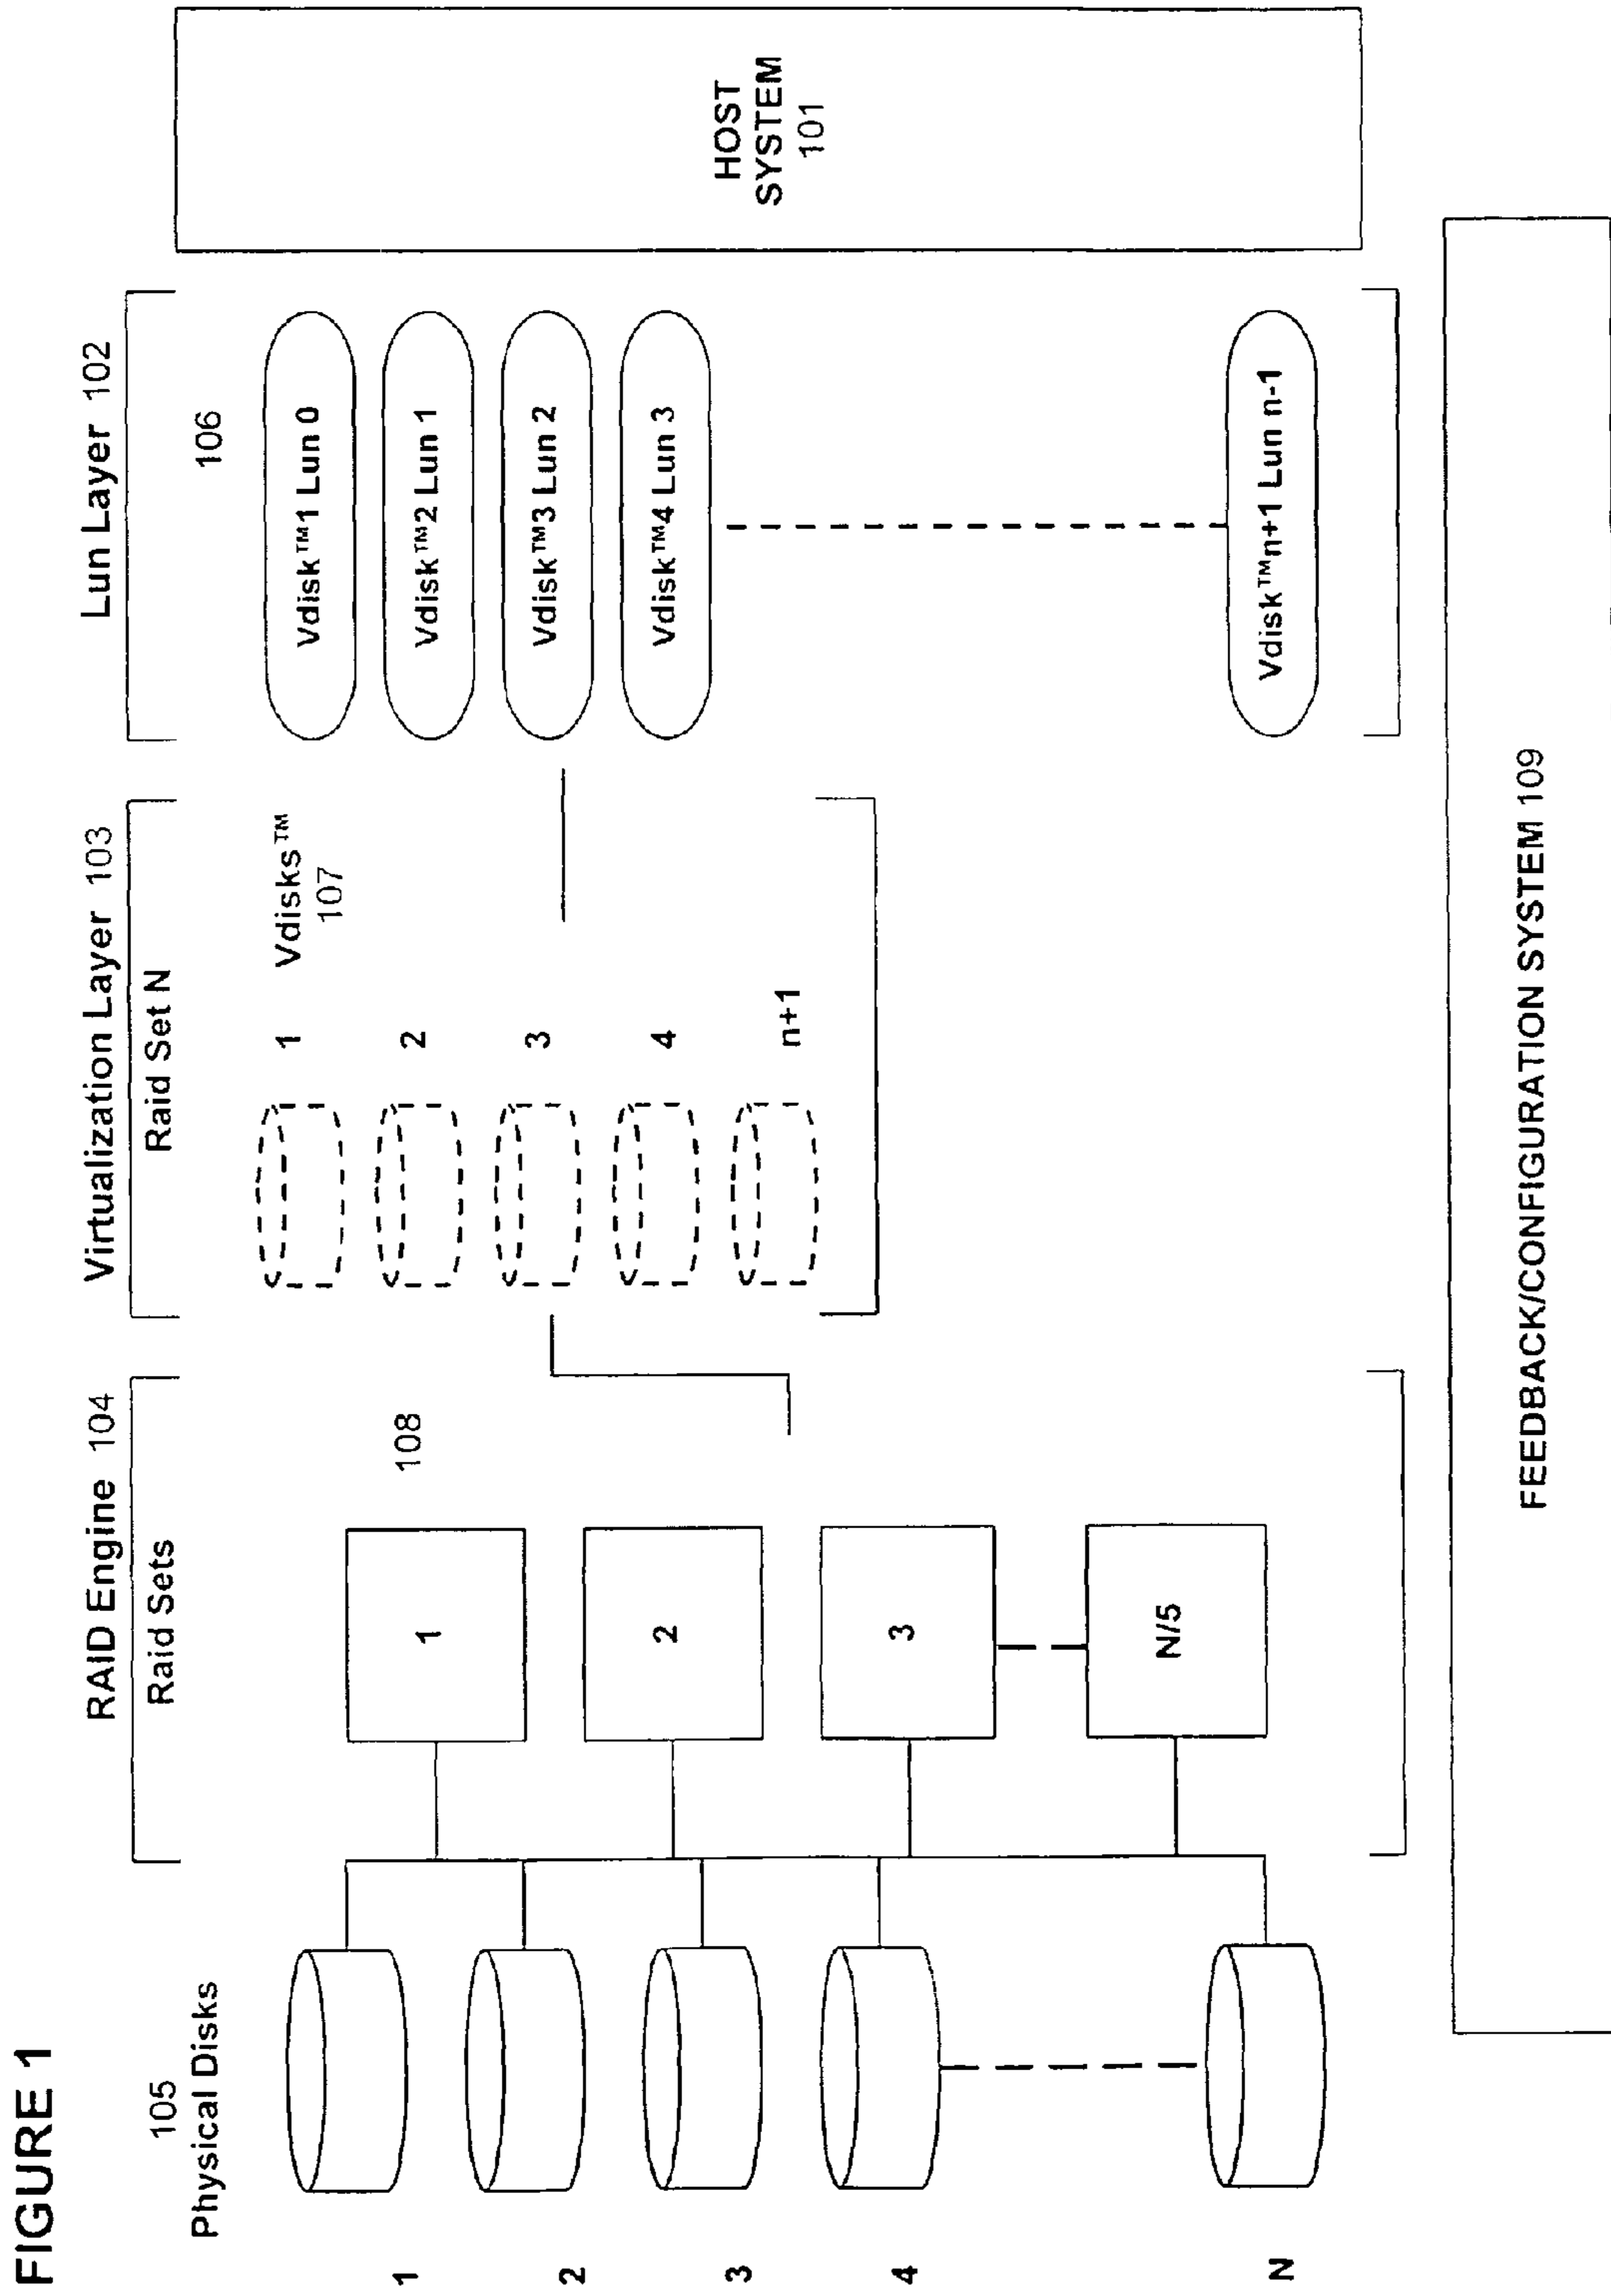 FIGURE 1
105
Physical Disks
1
2
3
4
N
RAID Engine 104
Raid Sets
108
1
2
3
N/5
Virtualization Layer 103
Raid Set N
Vdisks™
107
1
2
3
4
n+1
Lun Layer 102
106
Vdisk™1 Lun 0
Vdisk™2 Lun 1
Vdisk™3 Lun 2
Vdisk™4 Lun 3
Vdisk™n+1 Lun n-1
HOST
SYSTEM
101
FEEDBACK/CONFIGURATION SYSTEM 109